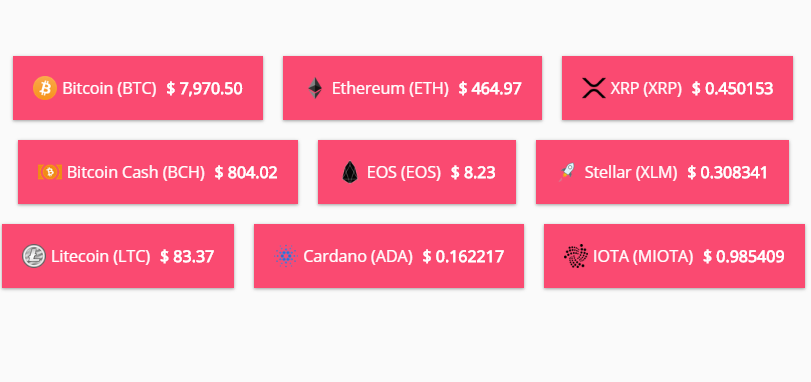 Bitcoin (BTC) $ 7,970.50 Ethereum (ETH) $ 464.97 XRP (XRP) $ 0.450153
Bitcoin Cash (BCH) $ 804.02 EOS (EOS) $ 8.23 Stellar (XLM) $ 0.308341
Litecoin (LTC) $ 83.37 Cardano (ADA) $ 0.162217 IOTA (MIOTA) $ 0.985409